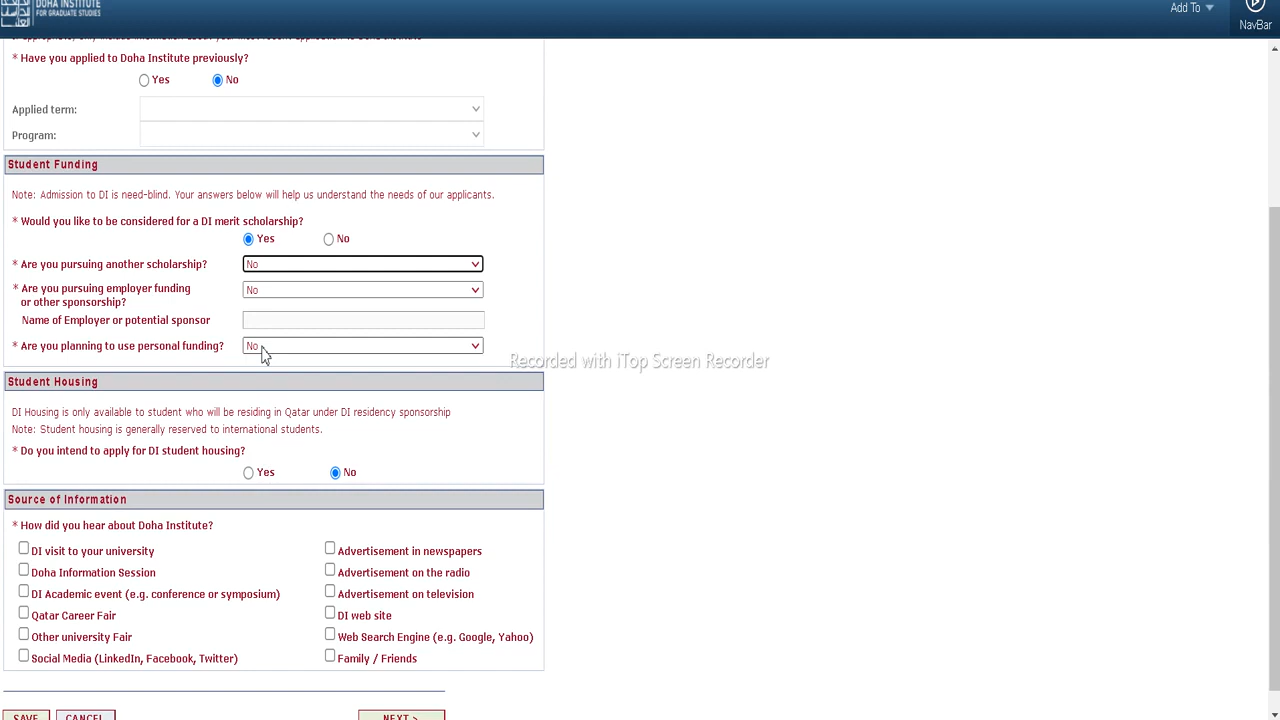 DOHA INSTITUTE
FOR GRADUATE STUDIES
Add To
NavBar
* Have you applied to Doha Institute previously?
Yes No
Applied term:
Program:
Student Funding
Note: Admission to DI is need-blind. Your answers below will help us understand the needs of our applicants.
* Would you like to be considered for a DI merit scholarship?
Yes No
* Are you pursuing another scholarship? No
* Are you pursuing employer funding No
or other sponsorship?
Name of Employer or potential sponsor
* Are you planning to use personal funding? No
Recorded with iTop Screen Recorder
Student Housing
DI Housing is only available to student who will be residing in Qatar under DI residency sponsorship
Note: Student housing is generally reserved to international students.
* Do you intend to apply for DI student housing?
Yes No
Source of Information
* How did you hear about Doha Institute?
DI visit to your university Advertisement in newspapers
Doha Information Session Advertisement on the radio
DI Academic event (e.g. conference or symposium) Advertisement on television
Qatar Career Fair DI web site
Other university Fair Web Search Engine (e.g. Google, Yahoo)
Social Media (LinkedIn, Facebook, Twitter) Family / Friends
SAVE CANCEL NEXT >